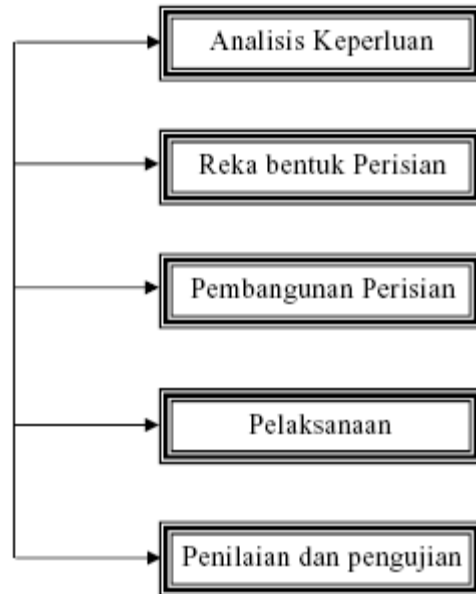 Analisis Keperluan
Reka bentuk Perisian
Pembangunan Perisian
Pelaksanaan
Penilaian dan pengujian